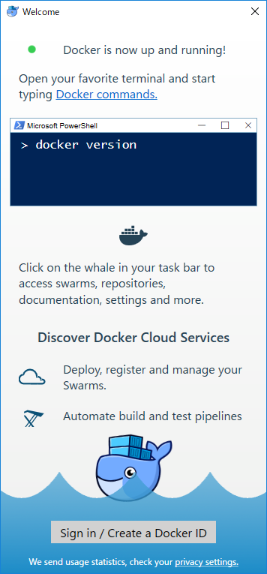 Welcome
Docker is now up and running!
Open your favorite terminal and start
typing Docker commands.
Microsoft PowerShell
> docker version
Click on the whale in your task bar to
access swarms, repositories,
documentation, settings and more.
Discover Docker Cloud Services
Deploy, register and manage your
Swarms.
Automate build and test pipelines
Sign in / Create a Docker ID
We send usage statistics, check your privacy settings.